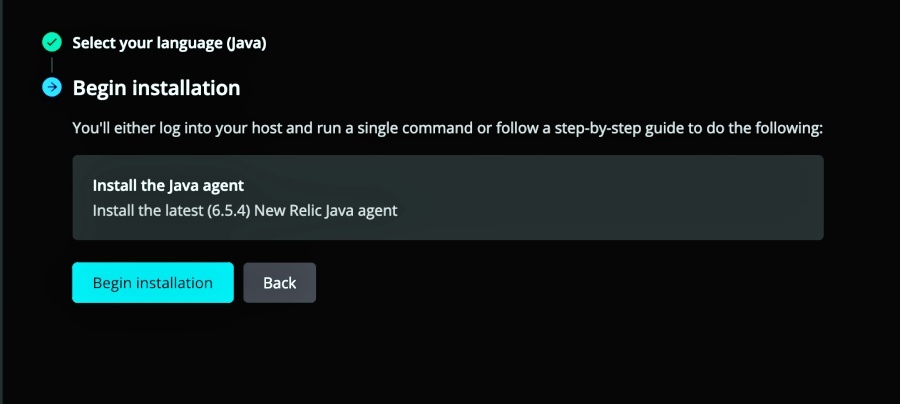 Select your language (Java)
Begin installation
You'll either log into your host and run a single command or follow a step-by-step guide to do the following:
Install the Java agent
Install the latest (6.5.4) New Relic Java agent
Begin installation
Back